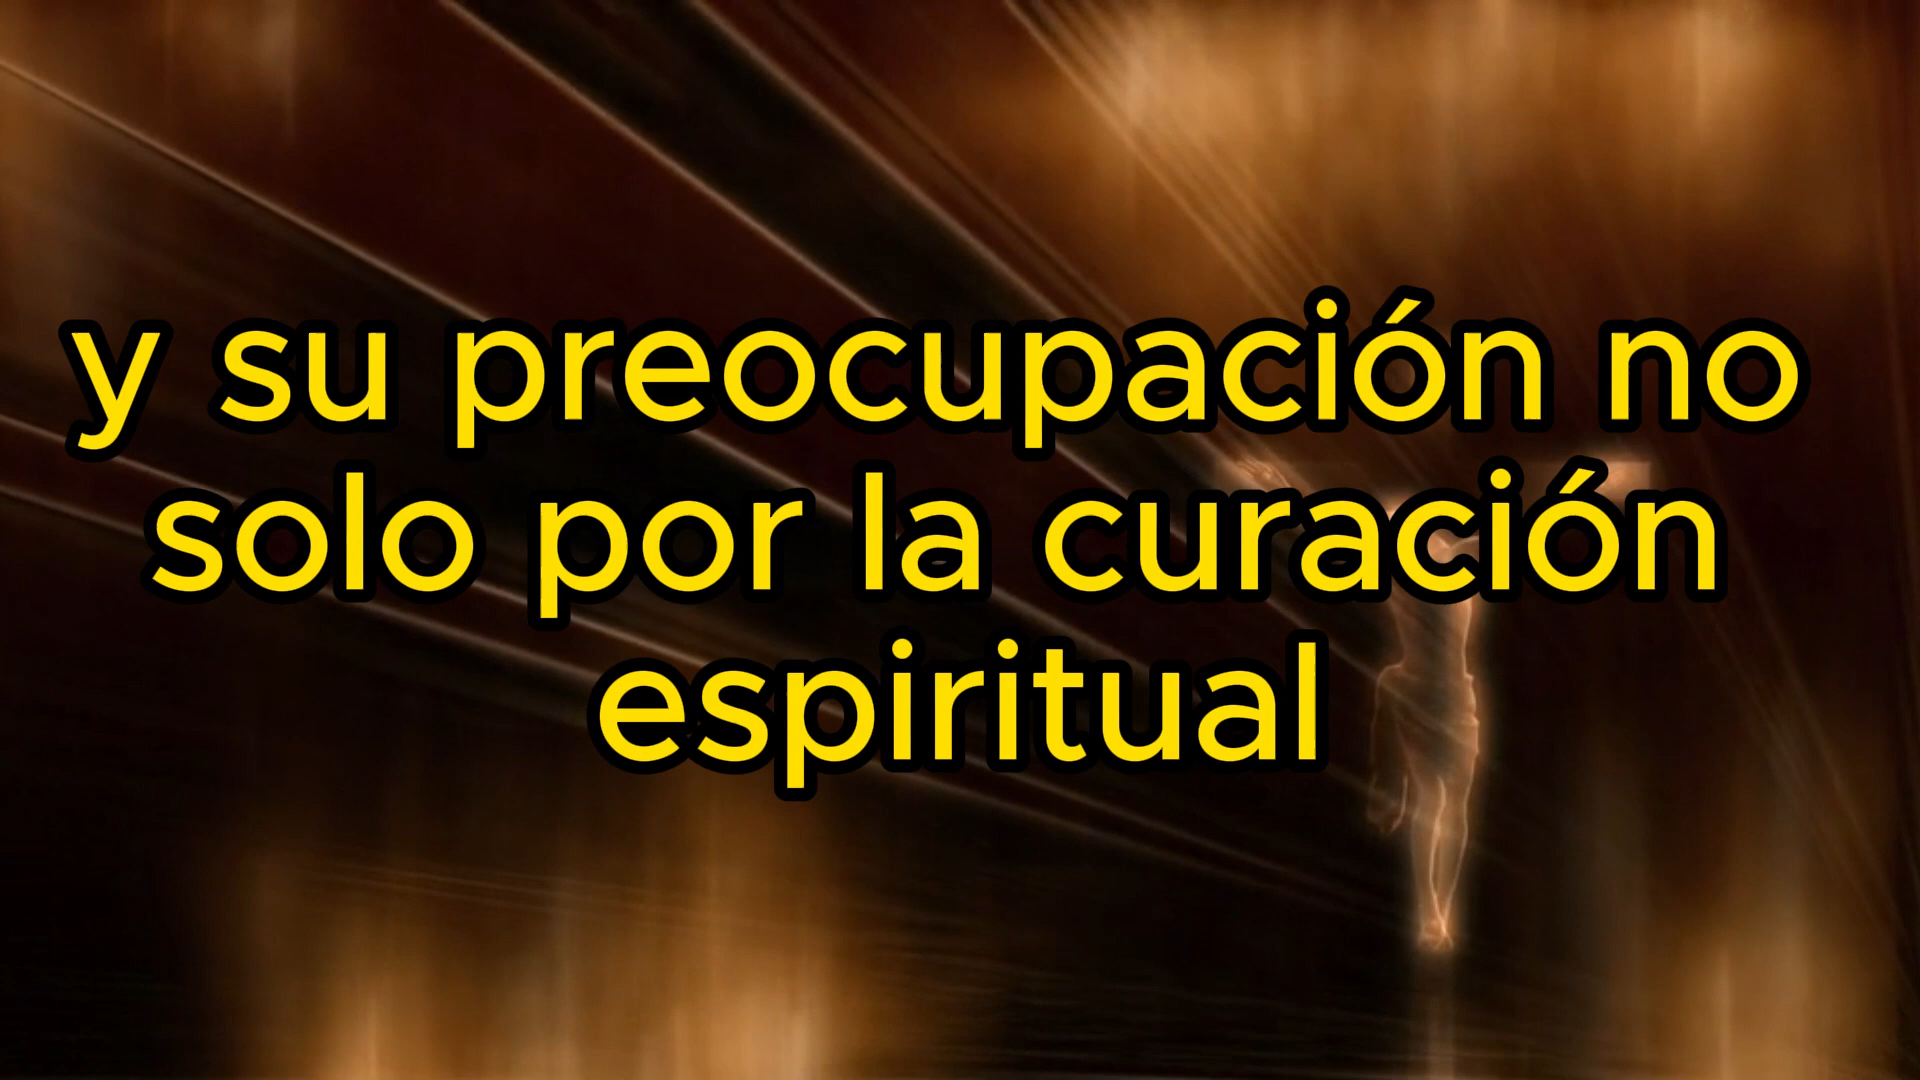 y su preocupación no
solo por la curación
espiritual